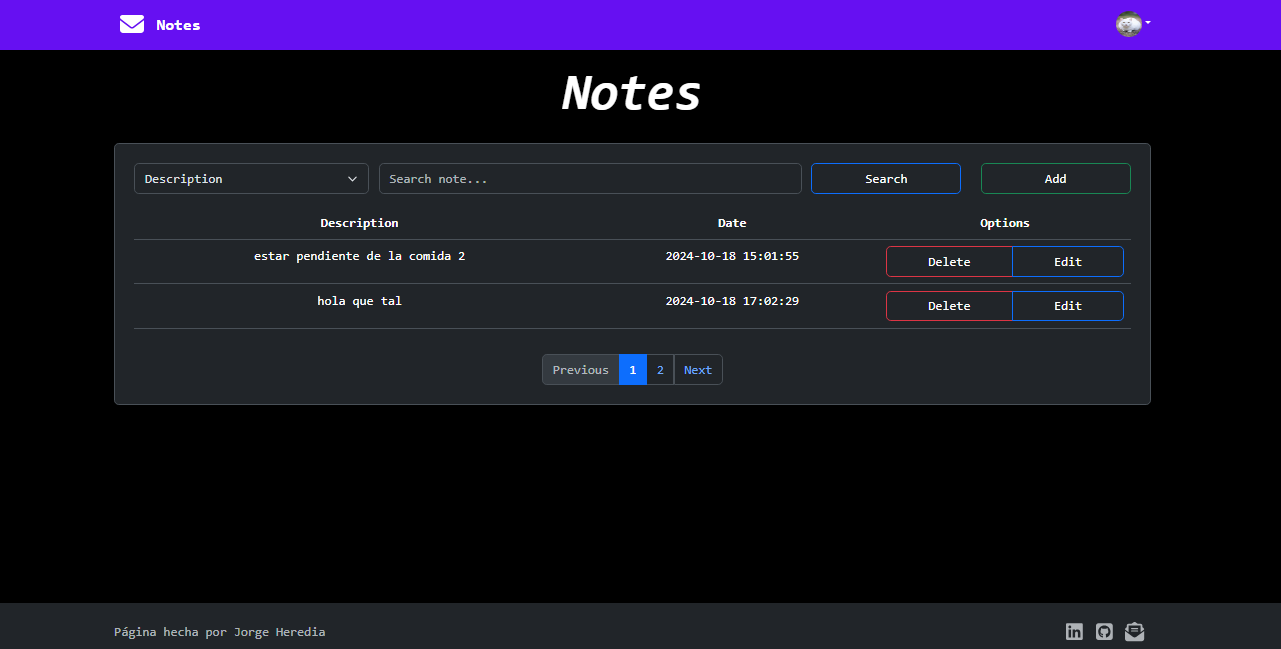 Notes
Notes
Description Search note... Search Add
Description Date Options
estar pendiente de la comida 2 2024-10-18 15:01:55 Delete Edit
hola que tal 2024-10-18 17:02:29 Delete Edit
Previous 1 2 Next
Página hecha por Jorge Heredia